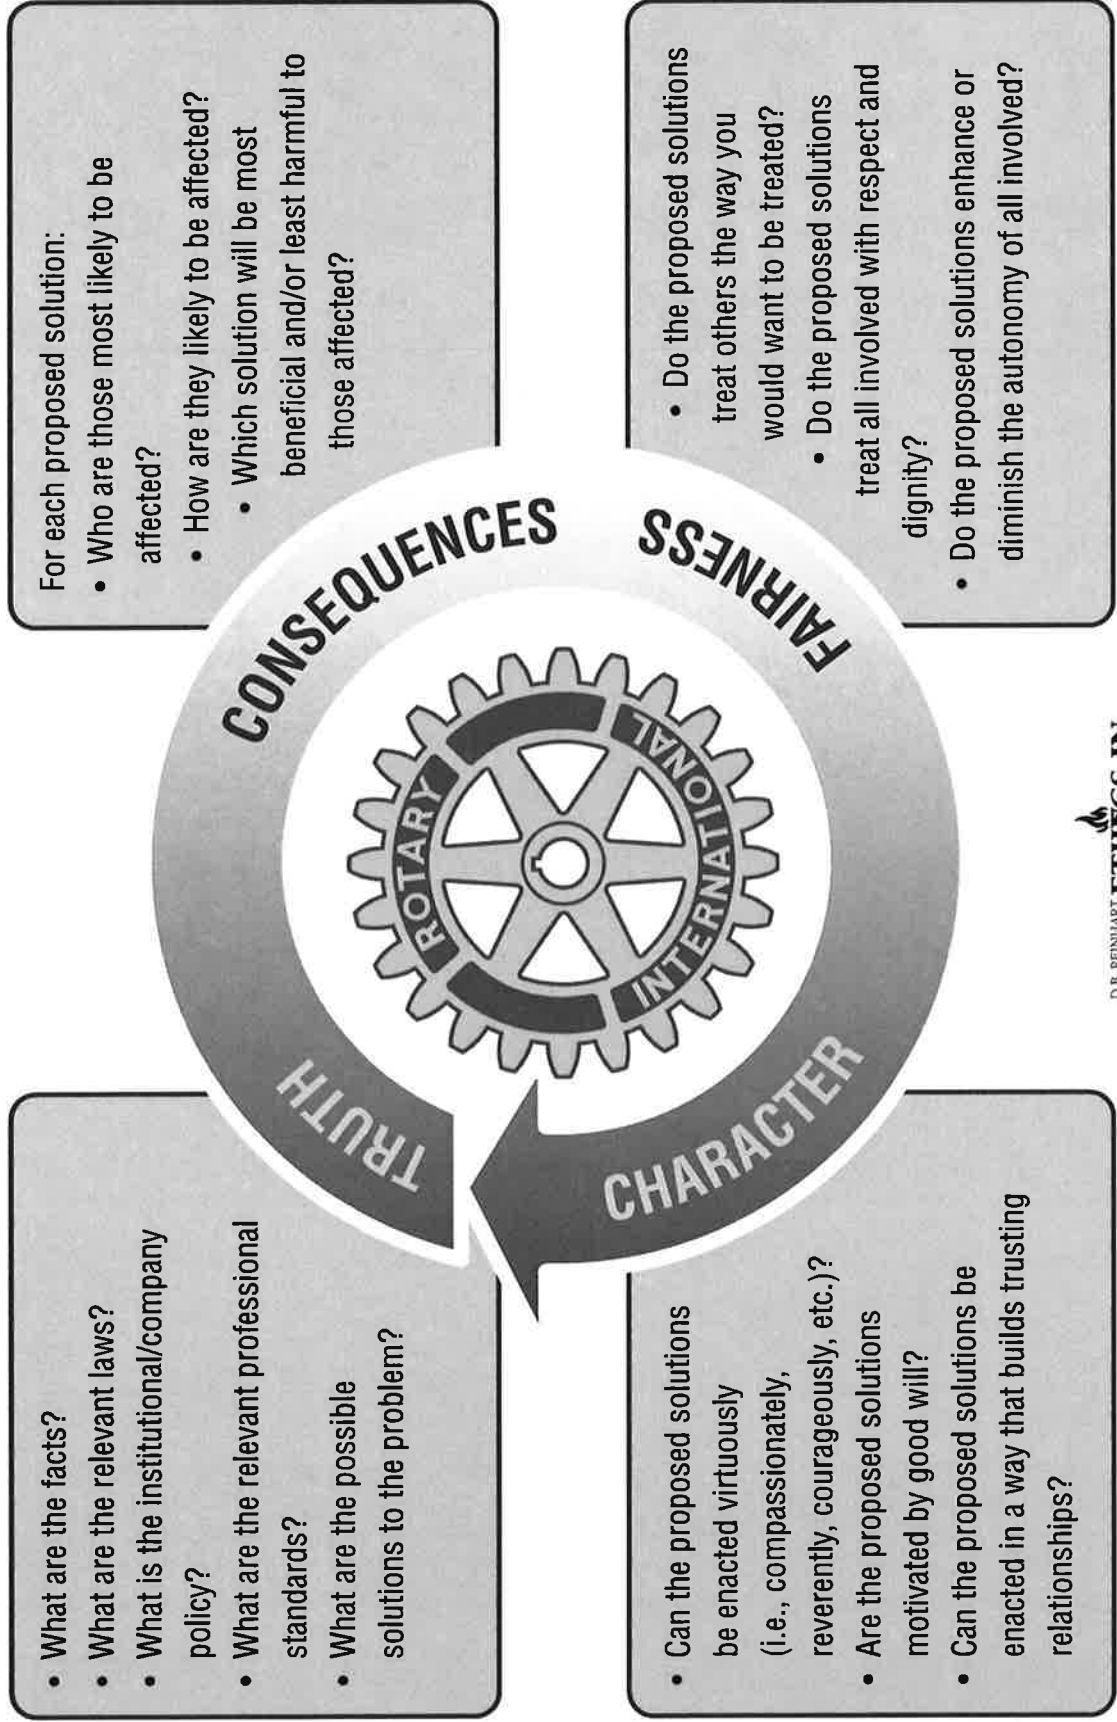 • What are the facts?
• What are the relevant laws?
• What is the institutional/company
policy?
• What are the relevant professional
standards?
• What are the possible
solutions to the problem?
TRUTH
CONSEQUENCES
For each proposed solution:
• Who are those most likely to be
affected?
• How are they likely to be affected?
• Which solution will be most
beneficial and/or least harmful to
those affected?
ROTARY
INTERNATIONAL
• Can the proposed solutions
be enacted virtuously
(i.e., compassionately,
reverently, courageously, etc.)?
• Are the proposed solutions
motivated by good will?
• Can the proposed solutions be
enacted in a way that builds trusting
relationships?
CHARACTER
FAIRNESS
• Do the proposed solutions
treat others the way you
would want to be treated?
• Do the proposed solutions
treat all involved with respect and
dignity?
• Do the proposed solutions enhance or
diminish the autonomy of all involved?
D.B. REINHART ETHICS IN